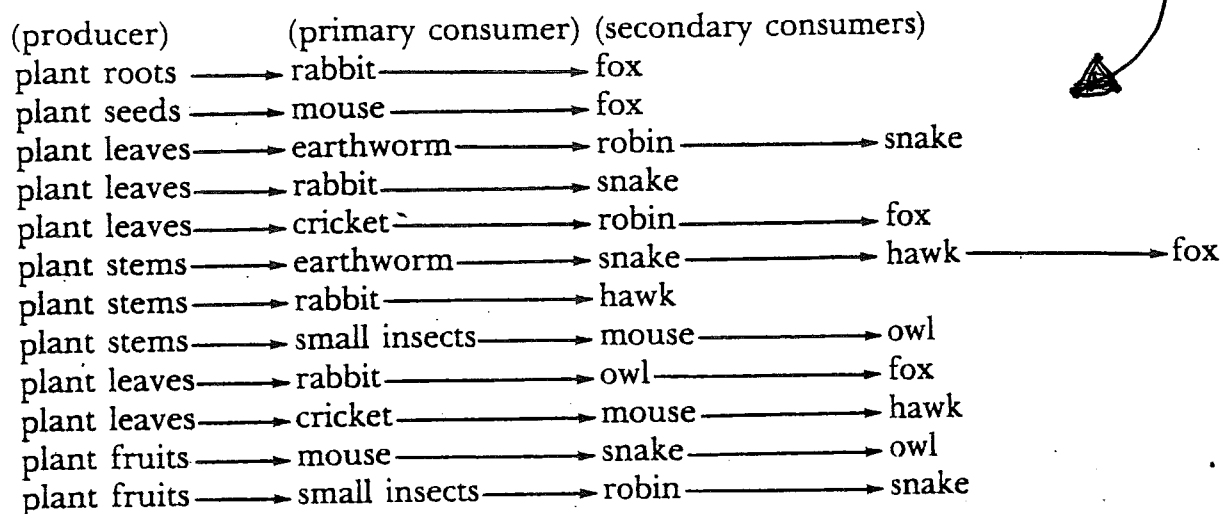 (producer) (primary consumer) (secondary consumers)
plant roots → rabbit → fox
plant seeds → mouse → fox
plant leaves → earthworm → robin → snake
plant leaves → rabbit → snake
plant leaves → cricket → robin → fox
plant stems → earthworm → snake → hawk → fox
plant stems → rabbit → hawk
plant stems → small insects → mouse → owl
plant leaves → rabbit → owl → fox
plant leaves → cricket → mouse → hawk
plant fruits → mouse → snake → owl
plant fruits → small insects → robin → snake